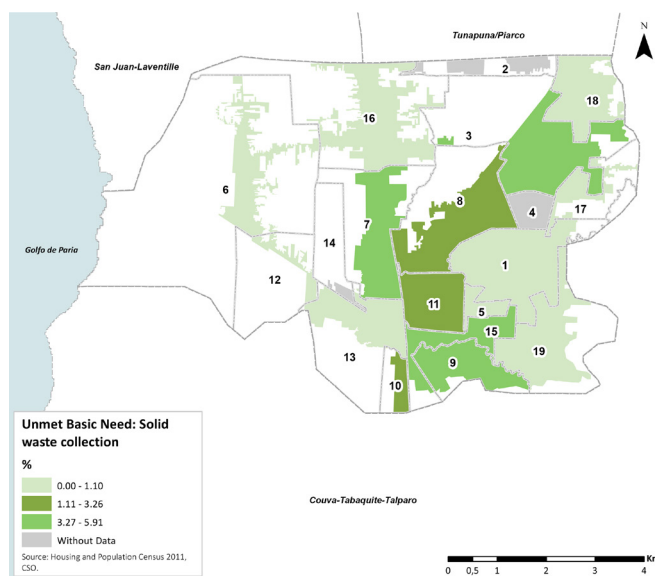 Tunapuna/Piarco
N
San Juan-Laventille
2
18
16
3
6
8
17
7
4
14
Golfo de Paria
1
12
11
5
15
13
19
9
10
Unmet Basic Need: Solid
waste collection
%
0.00 - 1.10
1.11 - 3.26
3.27 - 5.91
Without Data
Source: Housing and Population Census 2011,
CSO.
Couva-Tabaquite-Talparo
Kr
0 0,5 1 2 3 4